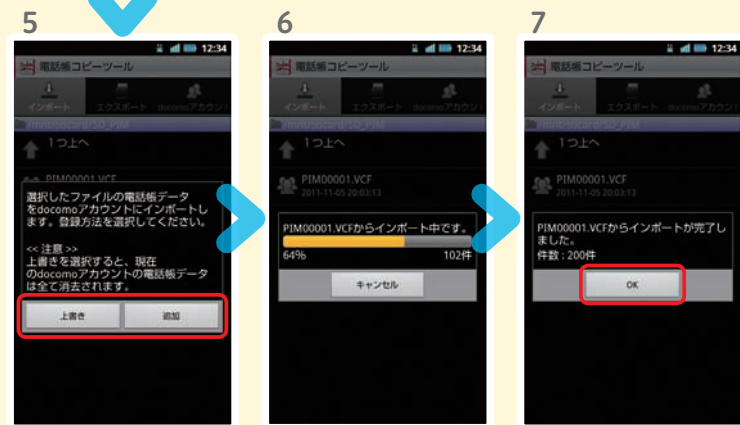 5
12:34
電話帳コピーツール
インポート エクスポート docomoアカウント
/mnt/sdcard/SD_PIM
1つ上へ
PIM00001.VCF
選択したファイルの電話帳データ
をdocomoアカウントにインポートし
ます。登録方法を選択してください。
<< 注意 >>
上書きを選択すると、現在
のdocomoアカウントの電話帳データ
は全て消去されます。
上書き 追加
6
12:34
電話帳コピーツール
インポート エクスポート docomoアカウント
/mnt/sdcard/SD_PIM
1つ上へ
PIM00001.VCF
2011-11-05 20:03:13
PIM00001.VCFからインポート中です。
64% 102件
キャンセル
7
12:34
電話帳コピーツール
インポート エクスポート docomoアカウント
/mnt/sdcard/SD_PIM
1つ上へ
PIM00001.VCF
2011-11-05 20:03:13
PIM00001.VCFからインポートが完了し
ました。
件数 : 200件
OK